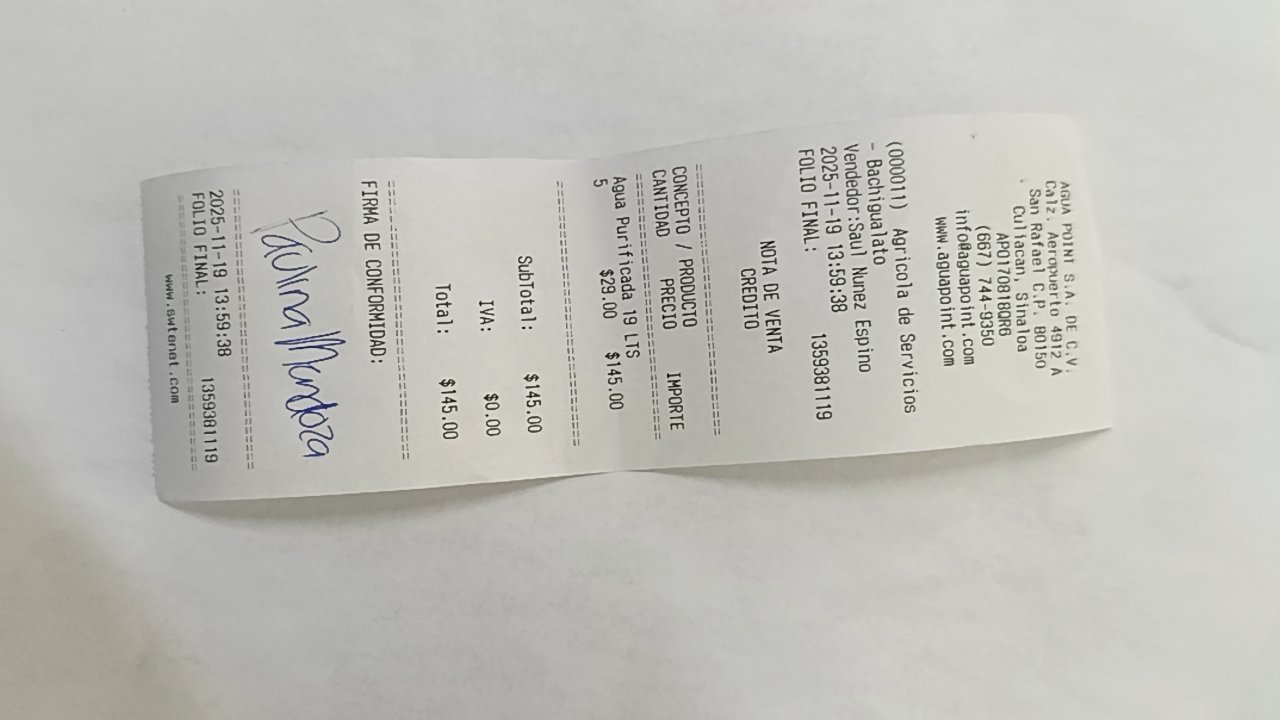 AGUA POINT S.A. DE C.V.
Calz. Aeropuerto 4912 A
San Rafael C.P. 80150
Culiacan, Sinaloa
APO170818QR6
(667) 744-9350
info@aguapoint.com
www.aguapoint.com
(000011) Agricola de Servicios
- Bachigualato
Vendedor:Saul Nunez Espino
2025-11-19 13:59:38
FOLIO FINAL: 1359381119
NOTA DE VENTA
CREDITO
================================
CONCEPTO / PRODUCTO
CANTIDAD PRECIO IMPORTE
================================
Agua Purificada 19 LTS
5 $29.00 $145.00
================================
SubTotal: $145.00
IVA: $0.00
Total: $145.00
================================
FIRMA DE CONFORMIDAD:
Paulina Mendoza
================================
2025-11-19 13:59:38
FOLIO FINAL: 1359381119
================================
www.swtenet.com